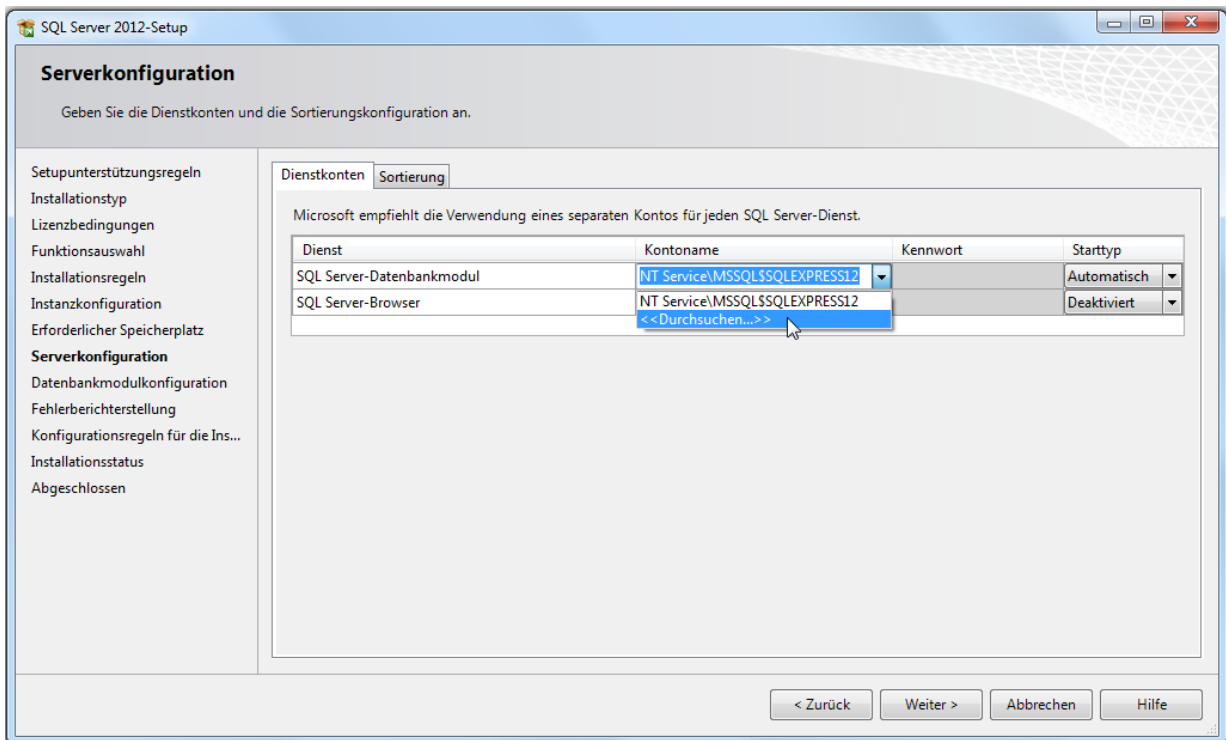 SQL Server 2012-Setup
Serverkonfiguration
Geben Sie die Dienstkonten und die Sortierungskonfiguration an.
Setupunterstützungsregeln
Installationstyp
Lizenzbedingungen
Funktionsauswahl
Installationsregeln
Instanzkonfiguration
Erforderlicher Speicherplatz
Serverkonfiguration
Datenbankmodulkonfiguration
Fehlerberichterstellung
Konfigurationsregeln für die Ins...
Installationsstatus
Abgeschlossen
Dienstkonten Sortierung
Microsoft empfiehlt die Verwendung eines separaten Kontos für jeden SQL Server-Dienst.
Dienst Kontoname Kennwort Starttyp
SQL Server-Datenbankmodul NT Service\MSSQL$SQLEXPRESS12 Automatisch
SQL Server-Browser NT Service\MSSQL$SQLEXPRESS12 Deaktiviert
<<Durchsuchen...>>
< Zurück Weiter > Abbrechen Hilfe